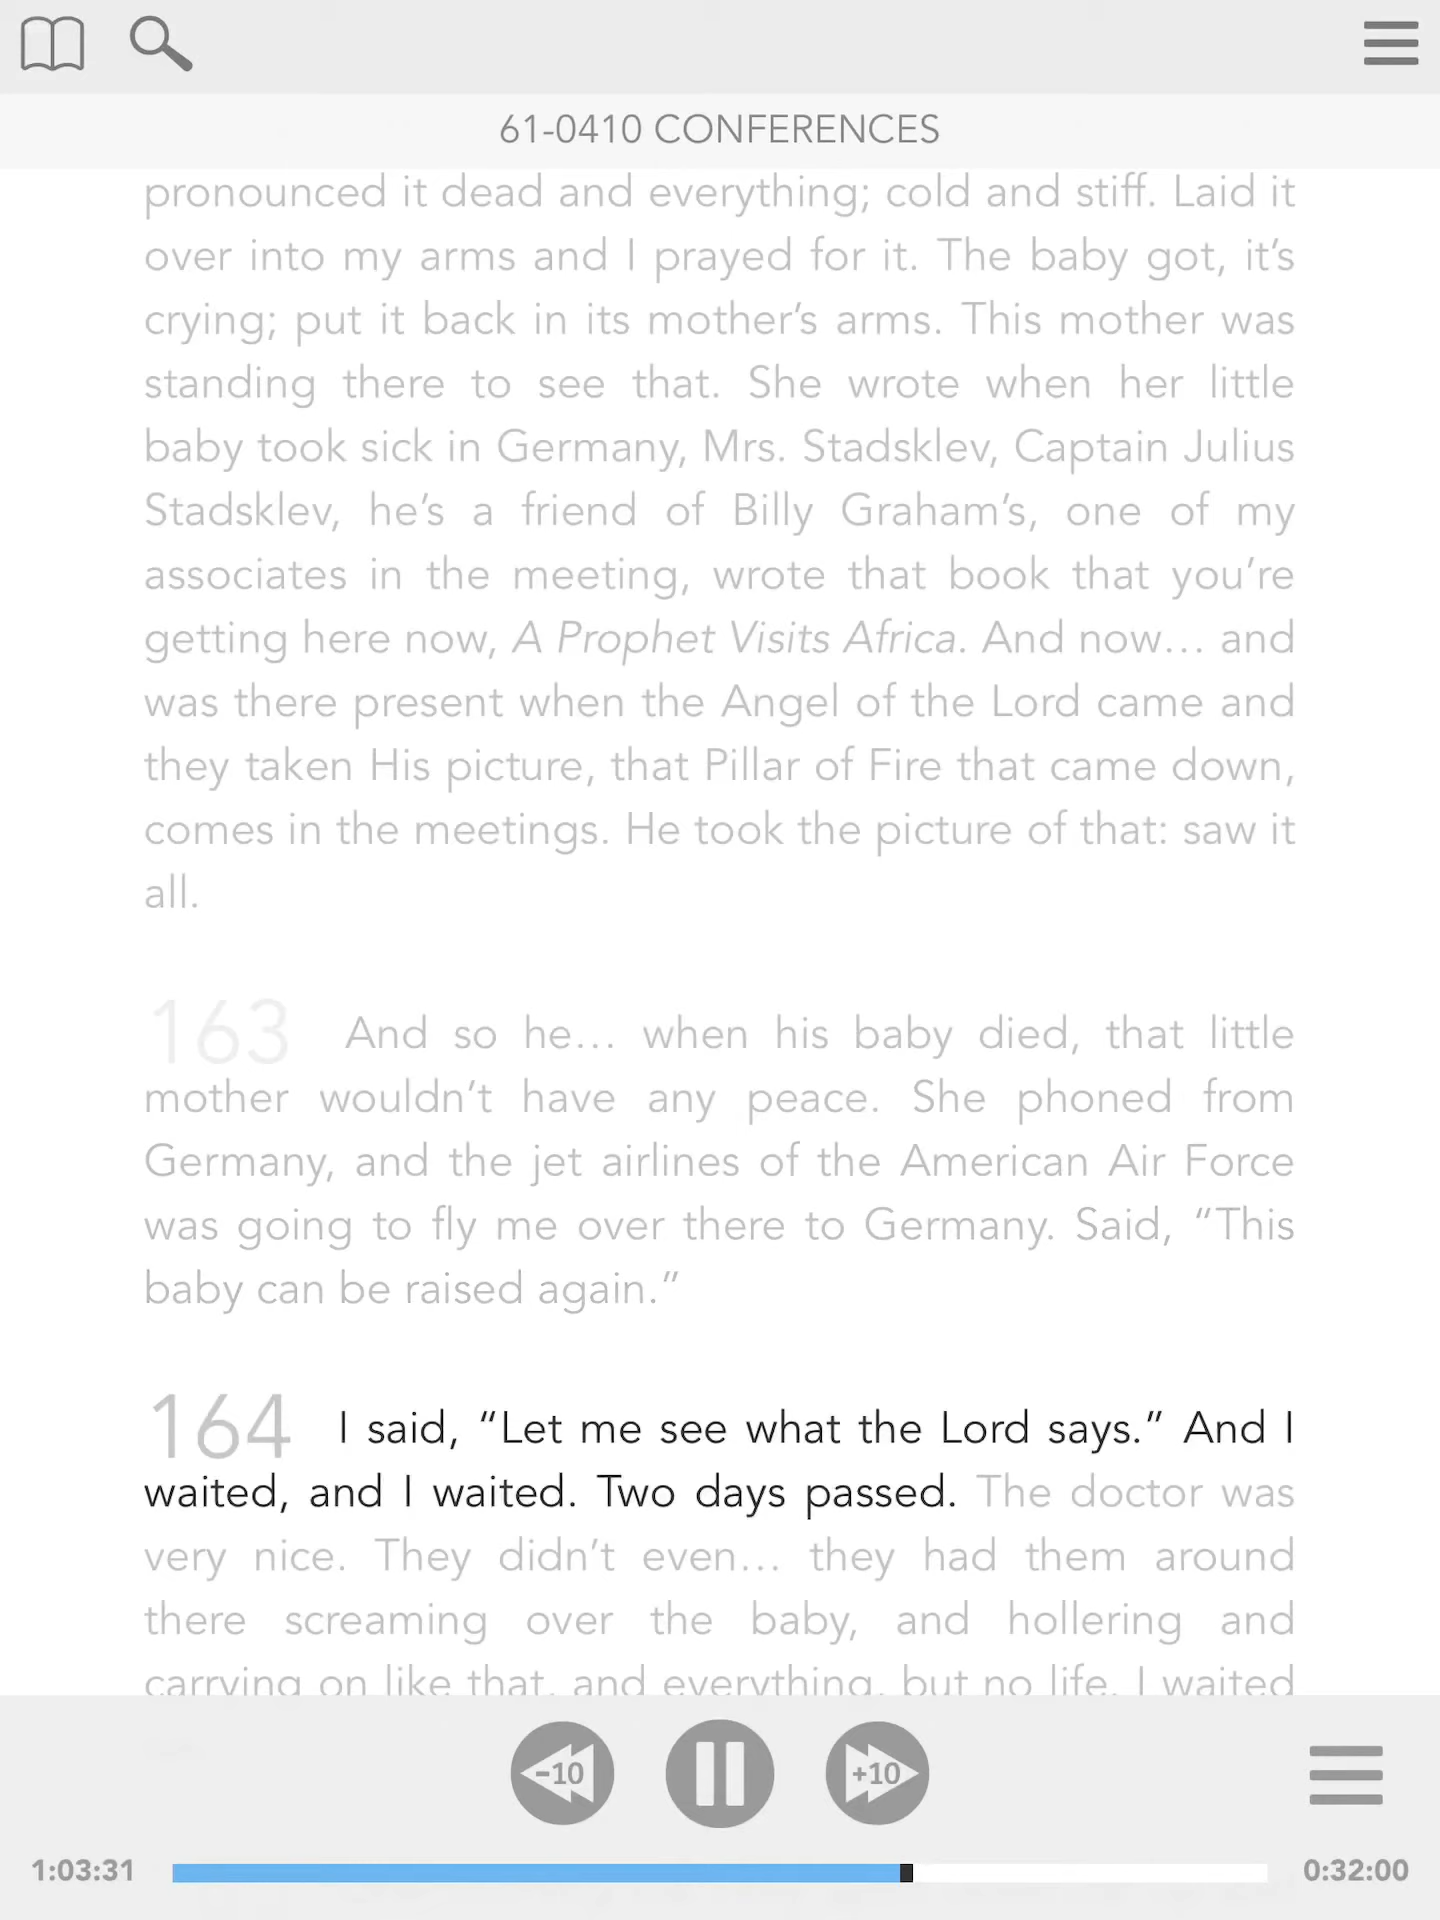 61-0410 CONFERENCES
pronounced it dead and everything; cold and stiff. Laid it
over into my arms and I prayed for it. The baby got, it’s
crying; put it back in its mother’s arms. This mother was
standing there to see that. She wrote when her little
baby took sick in Germany, Mrs. Stadsklev, Captain Julius
Stadsklev, he’s a friend of Billy Graham’s, one of my
associates in the meeting, wrote that book that you’re
getting here now, A Prophet Visits Africa. And now… and
was there present when the Angel of the Lord came and
they taken His picture, that Pillar of Fire that came down,
comes in the meetings. He took the picture of that: saw it
all.
163 And so he… when his baby died, that little
mother wouldn’t have any peace. She phoned from
Germany, and the jet airlines of the American Air Force
was going to fly me over there to Germany. Said, “This
baby can be raised again.”
164 I said, “Let me see what the Lord says.” And I
waited, and I waited. Two days passed. The doctor was
very nice. They didn’t even… they had them around
there screaming over the baby, and hollering and
carrying on like that, and everything, but no life. I waited
-10 +10
1:03:31 0:32:00